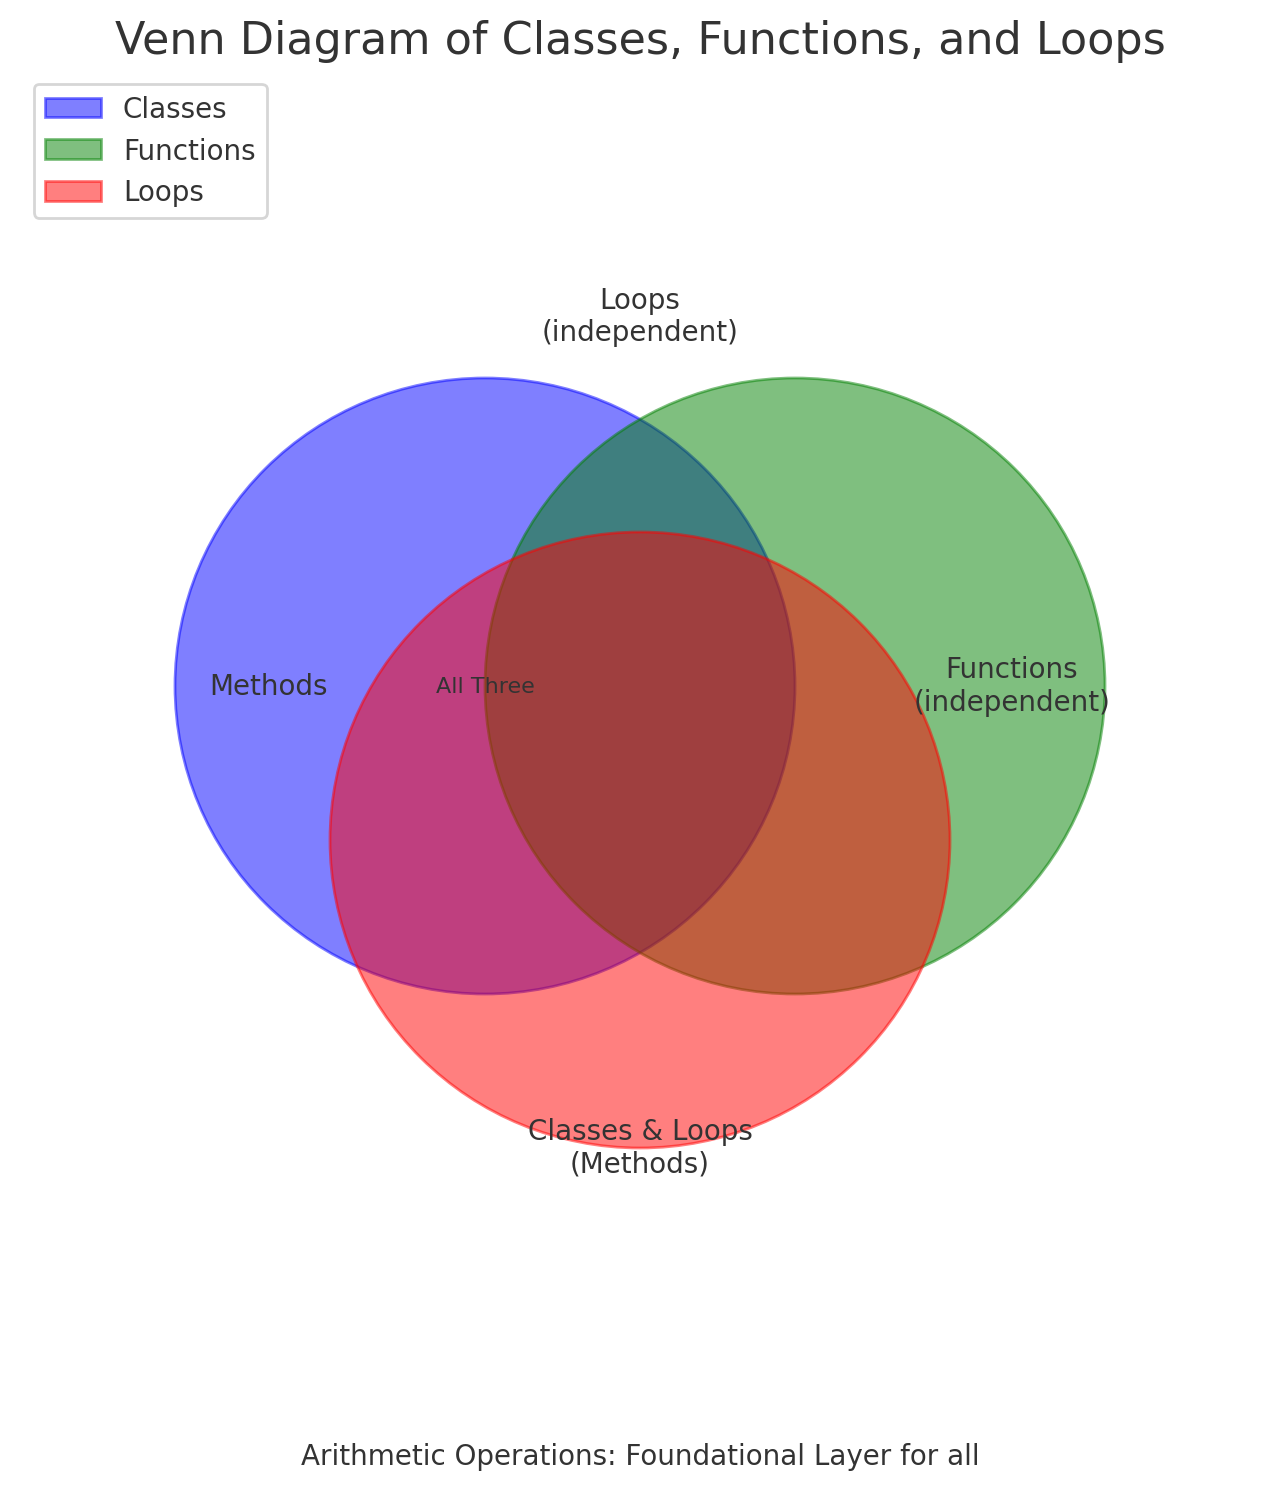 Venn Diagram of Classes, Functions, and Loops
Classes
Functions
Loops
Loops
(independent)
Methods
All Three
Functions
(independent)
Classes & Loops
(Methods)
Arithmetic Operations: Foundational Layer for all